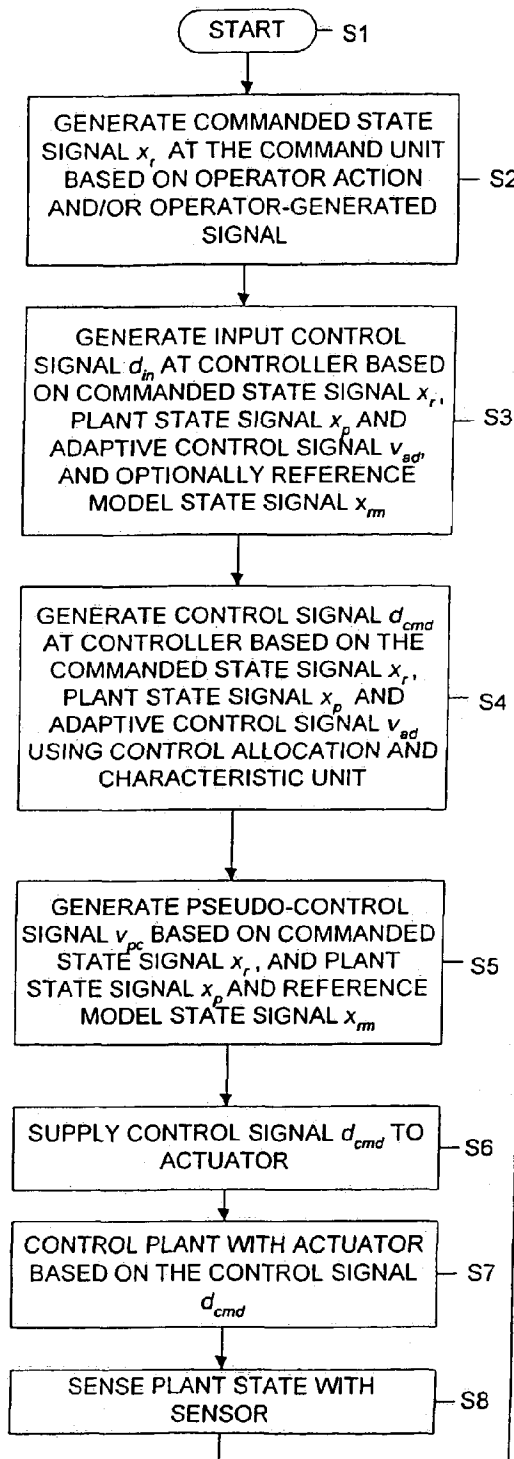 START
S1
GENERATE COMMANDED STATE
SIGNAL x_r AT THE COMMAND UNIT
BASED ON OPERATOR ACTION
AND/OR OPERATOR-GENERATED
SIGNAL
S2
GENERATE INPUT CONTROL
SIGNAL d_in AT CONTROLLER BASED
ON COMMANDED STATE SIGNAL x_r,
PLANT STATE SIGNAL x_p AND
ADAPTIVE CONTROL SIGNAL v_ad,
AND OPTIONALLY REFERENCE
MODEL STATE SIGNAL x_rm
S3
GENERATE CONTROL SIGNAL d_cmd
AT CONTROLLER BASED ON THE
COMMANDED STATE SIGNAL x_r,
PLANT STATE SIGNAL x_p AND
ADAPTIVE CONTROL SIGNAL v_ad
USING CONTROL ALLOCATION AND
CHARACTERISTIC UNIT
S4
GENERATE PSEUDO-CONTROL
SIGNAL v_pc BASED ON COMMANDED
STATE SIGNAL x_r, AND PLANT
STATE SIGNAL x_p AND REFERENCE
MODEL STATE SIGNAL x_rm
S5
SUPPLY CONTROL SIGNAL d_cmd TO
ACTUATOR
S6
CONTROL PLANT WITH ACTUATOR
BASED ON THE CONTROL SIGNAL
d_cmd
S7
SENSE PLANT STATE WITH
SENSOR
S8